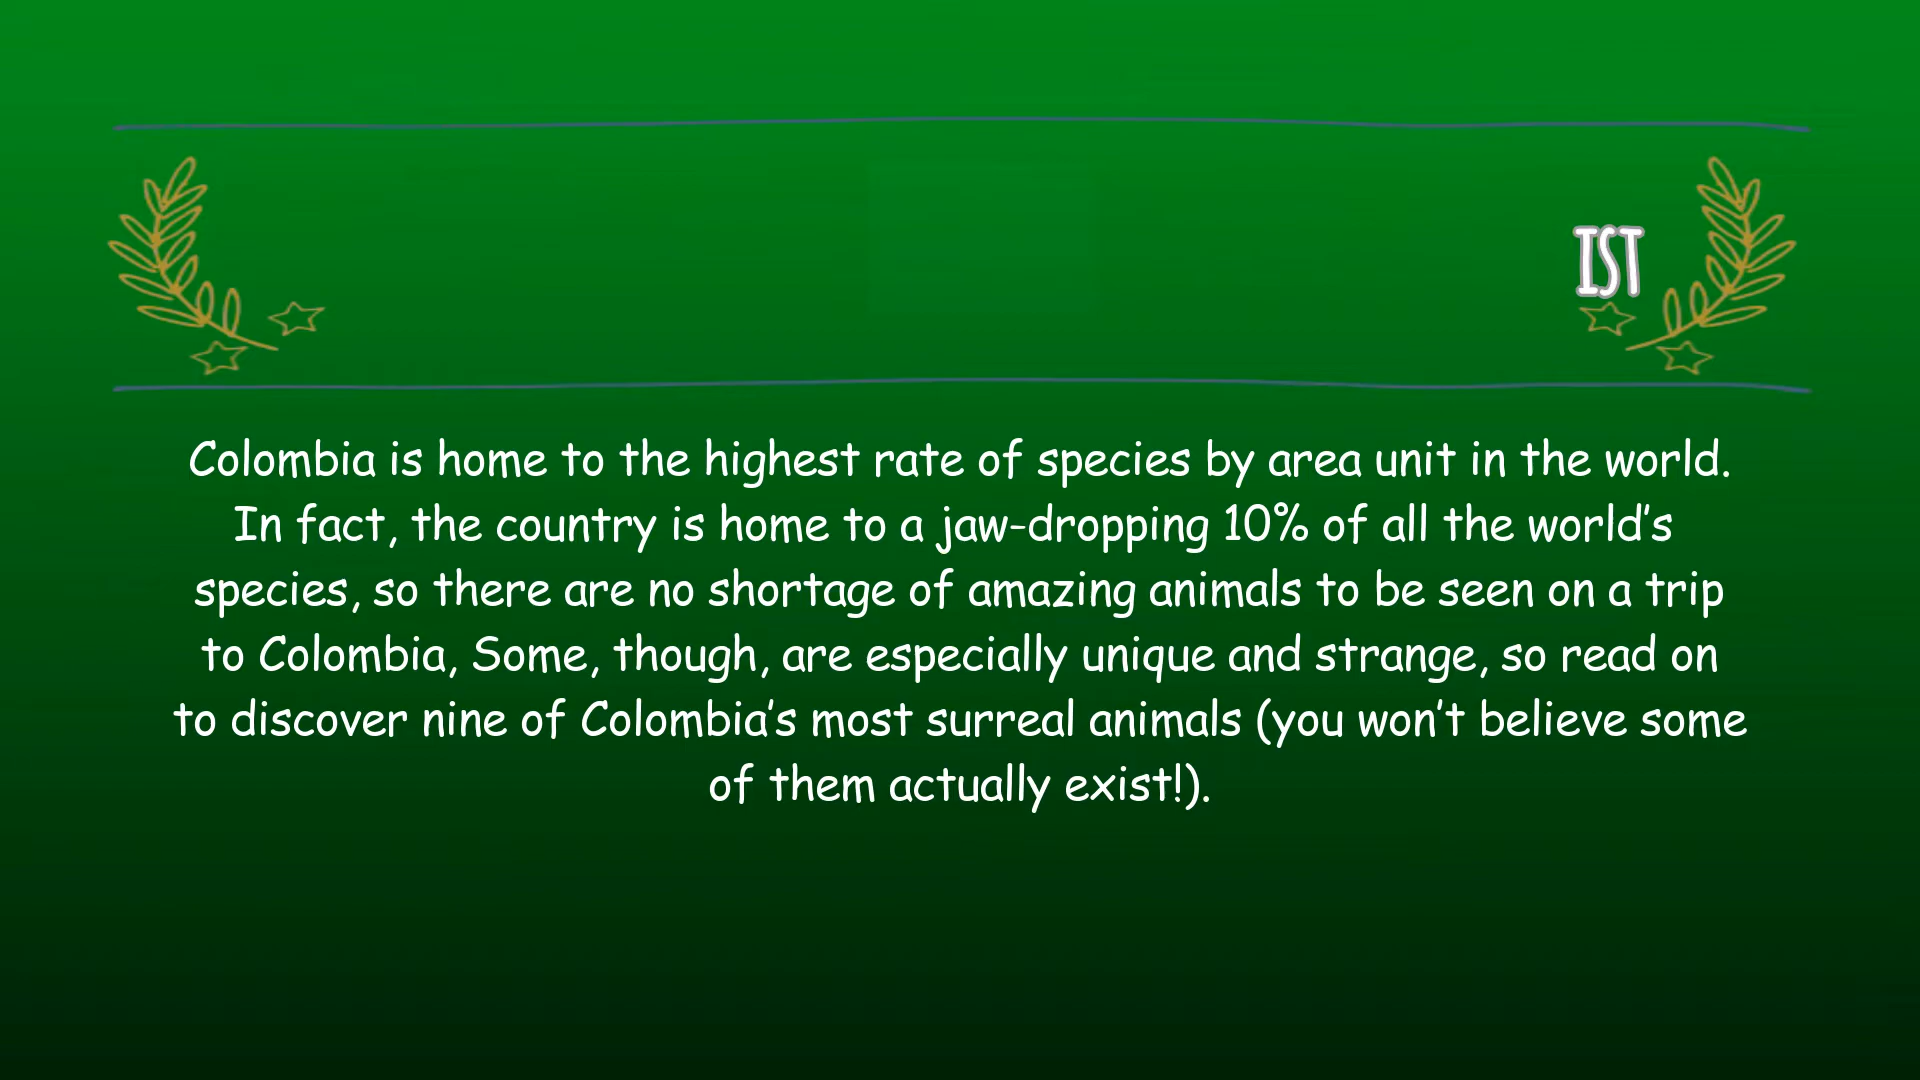 IST
Colombia is home to the highest rate of species by area unit in the world.
In fact, the country is home to a jaw-dropping 10% of all the world’s
species, so there are no shortage of amazing animals to be seen on a trip
to Colombia, Some, though, are especially unique and strange, so read on
to discover nine of Colombia’s most surreal animals (you won’t believe some
of them actually exist!).